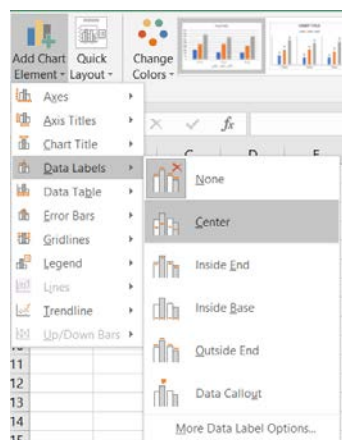 Add Chart Quick Change
Element Layout Colors
Axes
Axis Titles
Chart Title
Data Labels
Data Table
Error Bars
Gridlines
Legend
Lines
Trendline
Up/Down Bars
fx
None
Center
Inside End
Inside Base
Outside End
Data Callout
More Data Label Options...
11
12
13
14